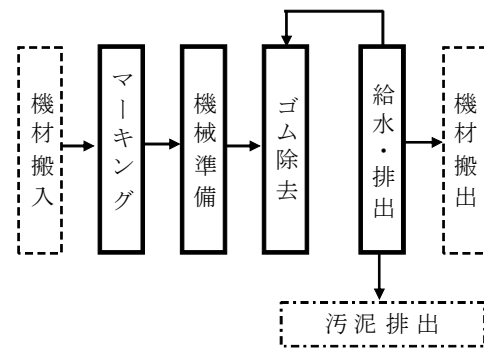 機材搬入
マーキング
機械準備
ゴム除去
給水・排出
機材搬出
汚泥排出